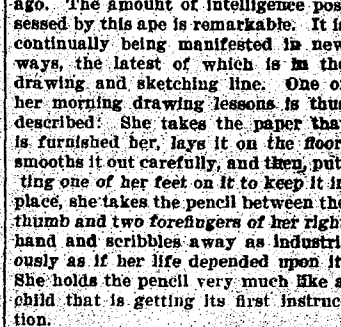 ago. The amount of intelligence pos
sessed by this ape is remarkable. It is
continually being manifested in new
ways, the latest of which is in the
drawing and sketching line. One o
her morning drawing lessons is thus
described: She takes the paper tha
is furnished her, lays it on the floor
smooths it out carefully, and then, put
ting one of her feet on it to keep it in
place, she takes the pencil between the
thumb and two forefingers of her righ
hand and scribbles away as industri
ously as if her life depended upon it
She holds the pencil very much like a
child that is getting its first instruc
tion.